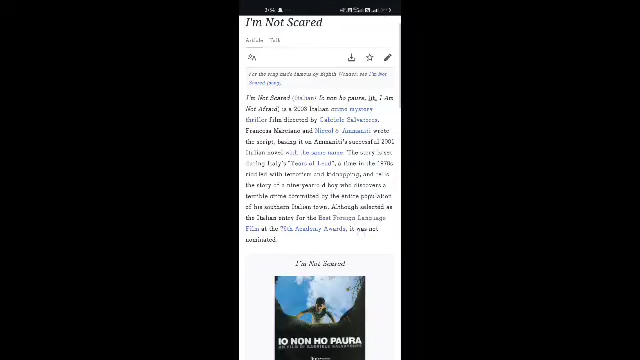 I'm Not Scared
Article Talk
For the song made famous by Eighth Wonder, see I'm Not
Scared (song).
I'm Not Scared (Italian: Io non ho paura, lit. I Am
Not Afraid) is a 2003 Italian crime mystery
thriller film directed by Gabriele Salvatores.
Francesa Marciano and Niccolò Ammaniti wrote
the script, basing it on Ammaniti's successful 2001
Italian novel with the same name. The story is set
during Italy's "Years of Lead", a time in the 1970s
riddled with terrorism and kidnapping, and tells
the story of a nine-year-old boy who discovers a
terrible crime committed by the entire population
of his southern Italian town. Although selected as
the Italian entry for the Best Foreign Language
Film at the 76th Academy Awards, it was not
nominated.
I'm Not Scared
IO NON HO PAURA
UN FILM DI GABRIELE SALVATORES